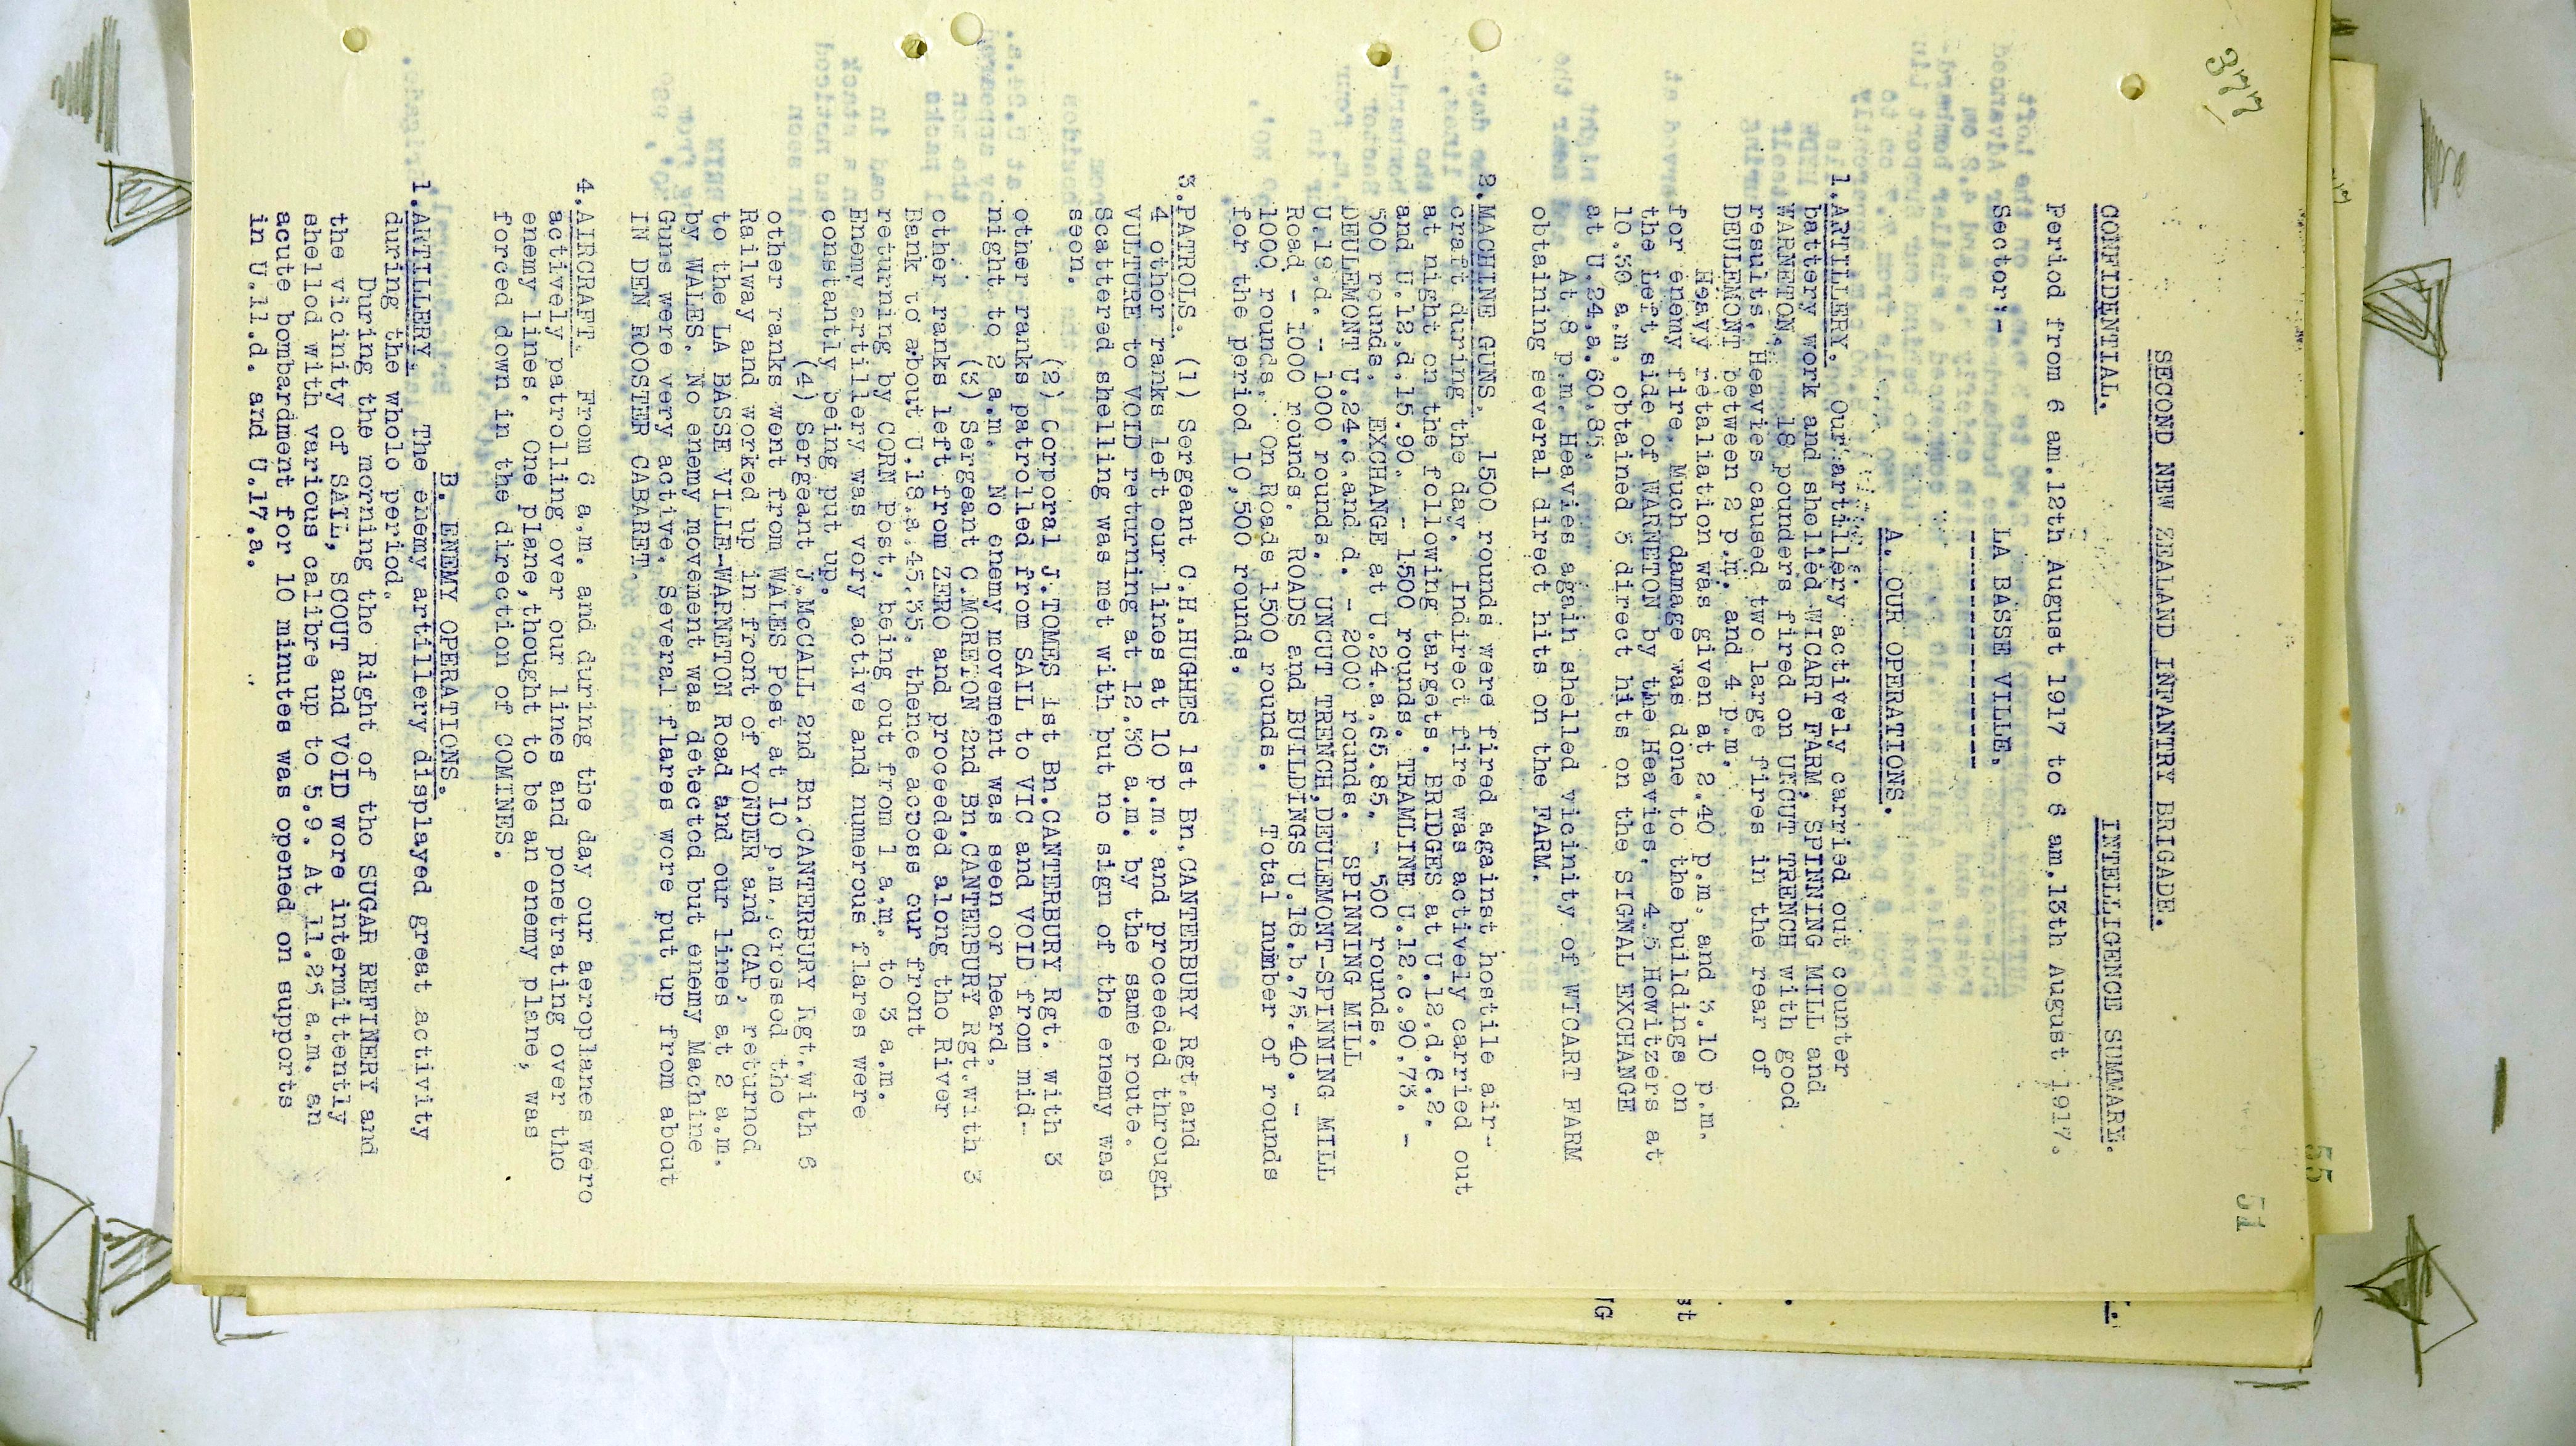 377
55
51
SECOND NEW ZEALAND INFANTRY BRIGADE.
CONFIDENTIAL. INTELLIGENCE SUMMARY.
Period from 6 am.12th August 1917 to 6 am.13th August 1917.
Sector:- LA BASSE VILLE.
A. OUR OPERATIONS.
1.ARTILLERY. Our artillery actively carried out counter
battery work and shelled WICART FARM, SPINNING MILL and
WARNETON. 18 pounders fired on UNCUT TRENCH with good
results. Heavies caused two large fires in the rear of
DEULEMONT between 2 p.m. and 4 p.m.
Heavy retaliation was given at 2.40 p.m. and 3.10 p.m.
for enemy fire. Much damage was done to the buildings on
the left side of WARNETON by the Heavies. 4.5 Howitzers at
10.30 a.m. obtained 5 direct hits on the SIGNAL EXCHANGE
at U.24.a.60.85.
At 8 p.m. Heavies again shelled vicinity of WICART FARM
obtaining several direct hits on the FARM.
2.MACHINE GUNS. 1500 rounds were fired against hostile air-
craft during the day. Indirect fire was actively carried out
at night on the following targets. BRIDGES at U.12.d.6.2.
and U.12.d.15.90. - 1500 rounds. TRAMLINE U.12.c.90.73. -
500 rounds. EXCHANGE at U.24.a.65.85. - 500 rounds.
DEULEMONT U.24.c.and d. - 2000 rounds. SPINNING MILL
U.18.d. - 1000 rounds. UNCUT TRENCH,DEULEMONT-SPINNING MILL
Road - 1000 rounds. ROADS and BUILDINGS U.18.b.75.40. -
1000 rounds. On Roads 1500 rounds. Total number of rounds
for the period 10,500 rounds.
3.PATROLS. (1) Sergeant C.H.HUGHES 1st Bn.CANTERBURY Rgt.and
4 other ranks left our lines at 10 p.m. and proceeded through
VULTURE to VOID returning at 12.30 a.m. by the same route.
Scattered shelling was met with but no sign of the enemy was
seen.
(2) Corporal J.TOMES 1st Bn.CANTERBURY Rgt. with 3
other ranks patrolled from SAIL to VIC and VOID from mid-
night to 2 a.m. No enemy movement was seen or heard.
(3) Sergeant C.MORETON 2nd Bn.CANTERBURY Rgt.with 3
other ranks left from ZERO and proceeded along the River
Bank to about U.18.a.45.35. thence across our front
returning by CORN Post, being out from 1 a.m. to 3 a.m.
Enemy artillery was very active and numerous flares were
constantly being put up.
(4) Sergeant J.McCALL 2nd Bn.CANTERBURY Rgt.with 6
other ranks went from WALES Post at 10 p.m.,crossed the
Railway and worked up in front of YONDER and CAP, returned
to the LA BASSE VILLE-WARNETON Road and our lines at 2 a.m.
by WALES. No enemy movement was detected but enemy Machine
Guns were very active. Several flares were put up from about
IN DEN ROOSTER CABARET.
4.AIRCRAFT. From 6 a.m. and during the day our aeroplanes were
actively patrolling over our lines and penetrating over the
enemy lines. One plane,thought to be an enemy plane, was
forced down in the direction of COMINES.
B. ENEMY OPERATIONS.
1.ARTILLERY. The enemy artillery displayed great activity
during the whole period.
During the morning the Right of the SUGAR REFINERY and
the vicinity of SAIL, SCOUT and VOID were intermittently
shelled with various calibre up to 5.9. At 11.25 a.m. an
acute bombardment for 10 minutes was opened on supports
in U.11.d. and U.17.a.